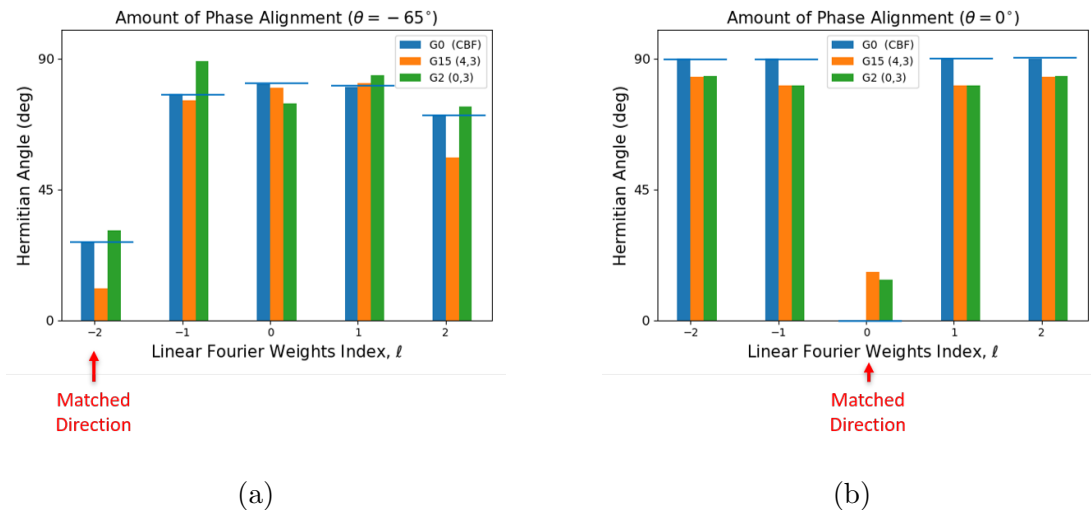 Amount of Phase Alignment (θ = −65°)
G0 (CBF)
G15 (4,3)
G2 (0,3)
Hermitian Angle (deg)
90
45
0
−2
−1
0
1
2
Linear Fourier Weights Index, ℓ
Matched
Direction
(a)
Amount of Phase Alignment (θ = 0°)
G0 (CBF)
G15 (4,3)
G2 (0,3)
Hermitian Angle (deg)
90
45
0
−2
−1
0
1
2
Linear Fourier Weights Index, ℓ
Matched
Direction
(b)